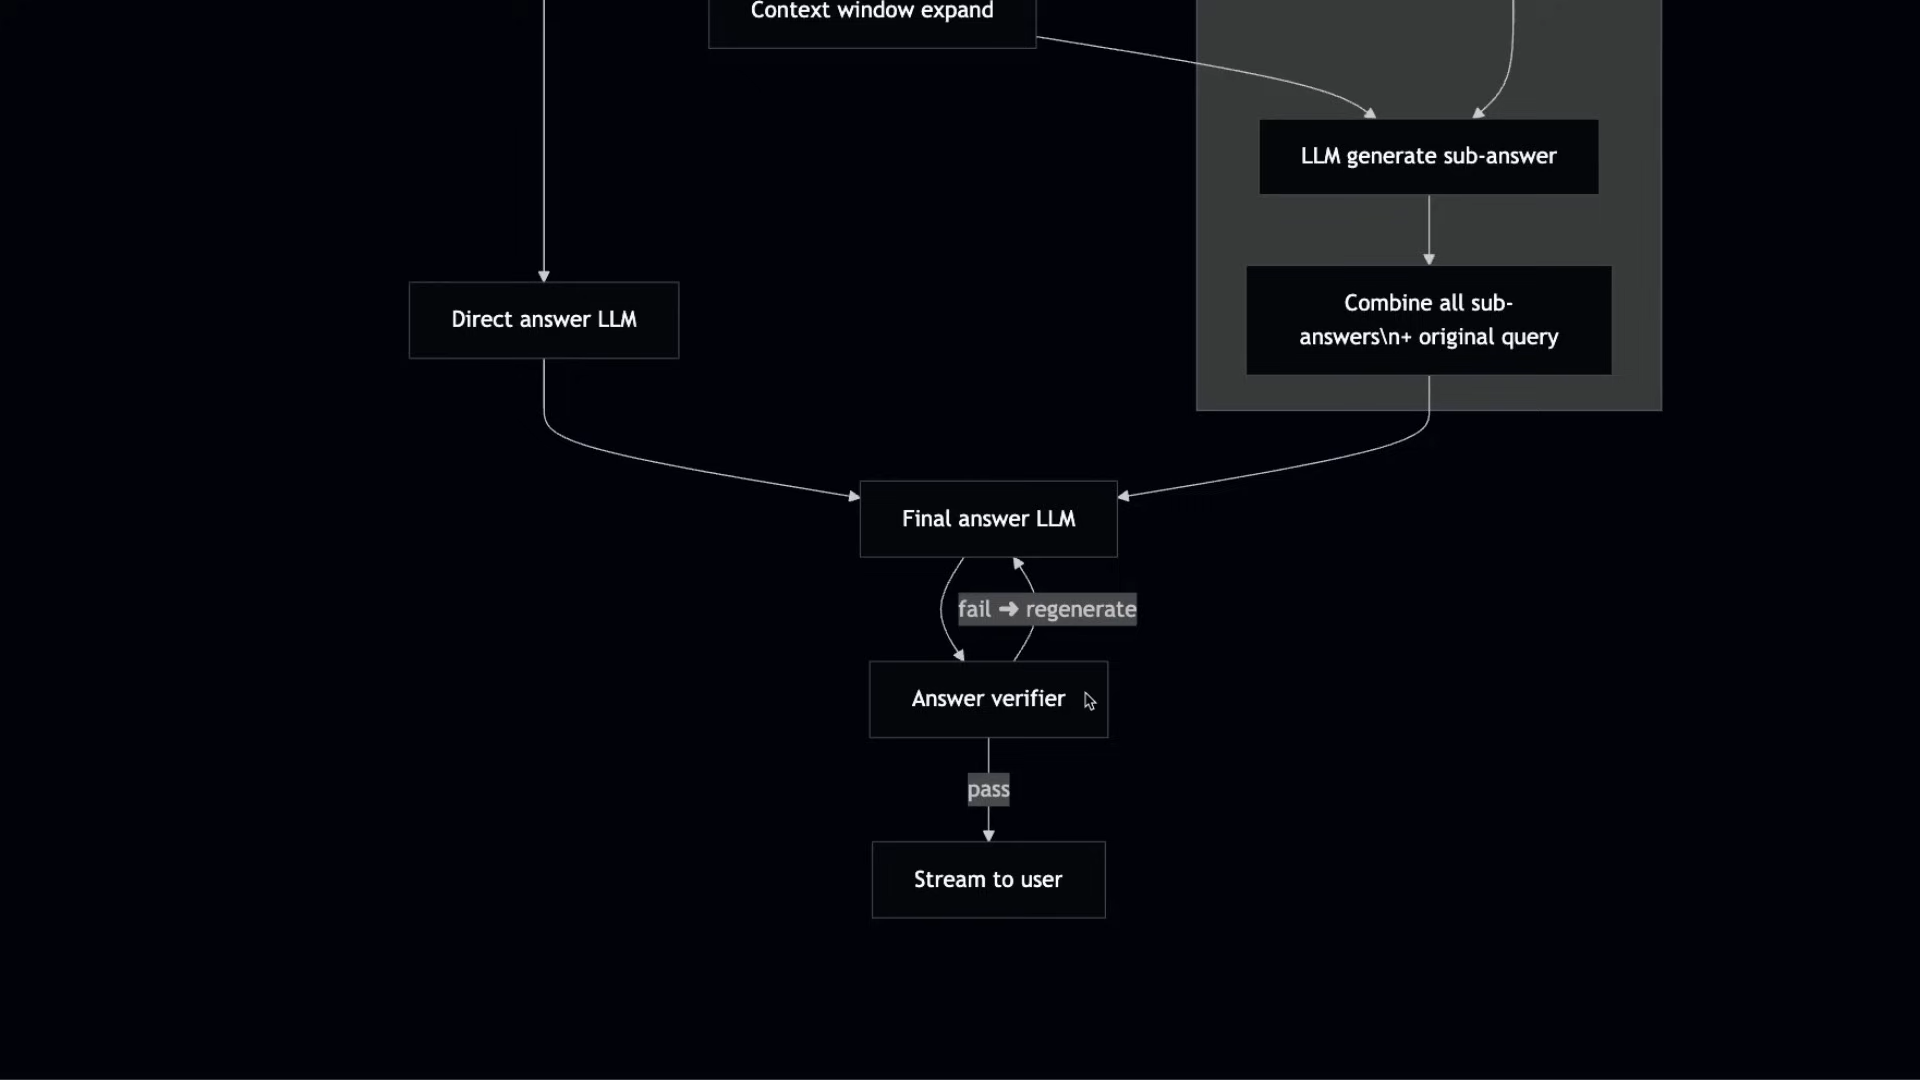 Context window expand
LLM generate sub-answer
Combine all sub-
answers\n+ original query
Direct answer LLM
Final answer LLM
fail ➜ regenerate
Answer verifier
pass
Stream to user